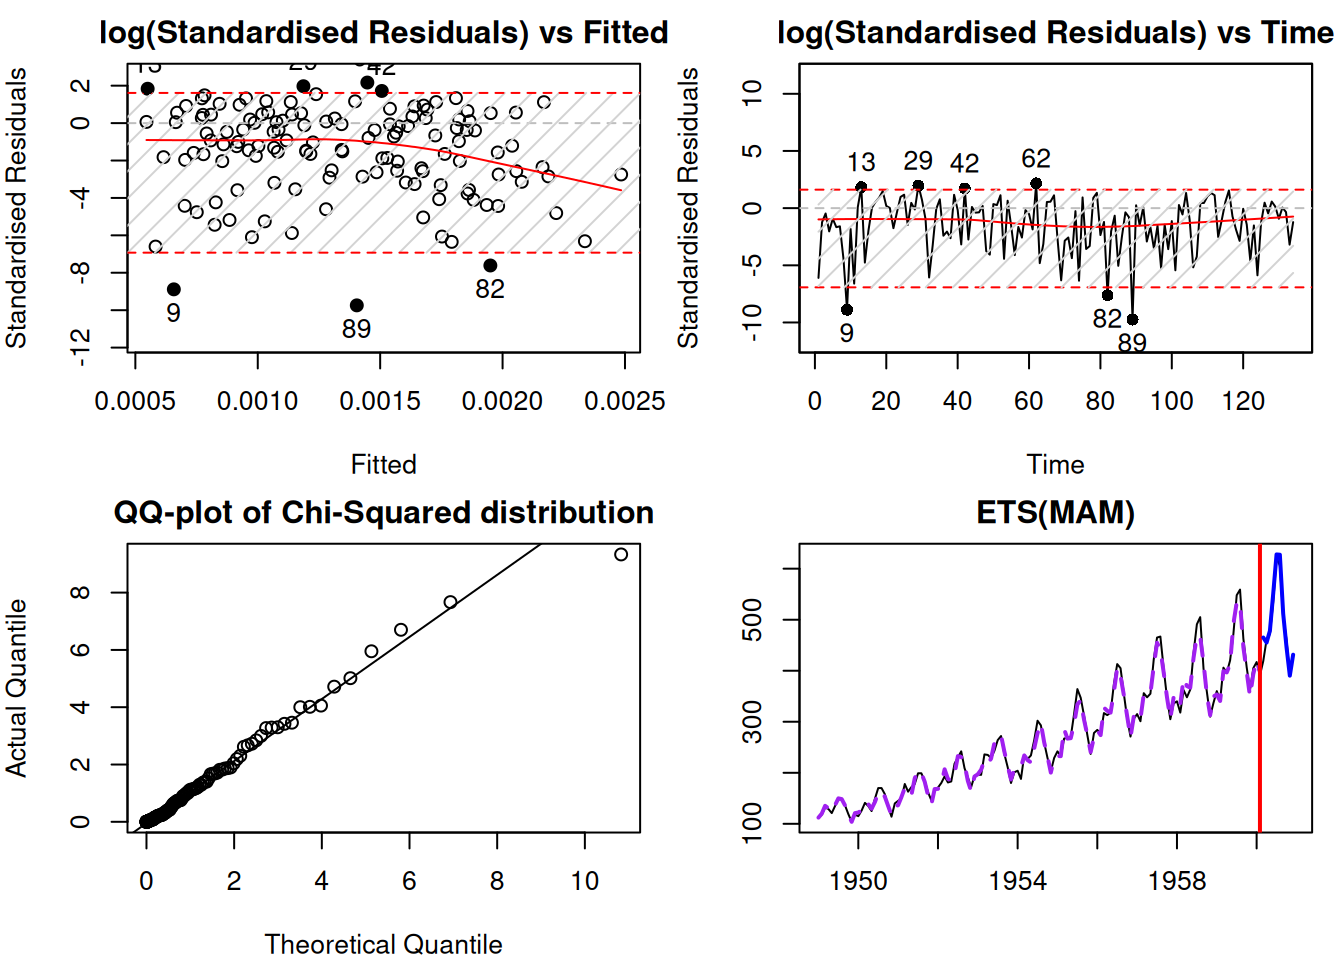 log(Standardised Residuals) vs Fitted
Standardised Residuals
2
0
-4
-8
-12
42
9
89
82
0.0005 0.0010 0.0015 0.0020 0.0025
Fitted
log(Standardised Residuals) vs Time
Standardised Residuals
10
5
0
-5
-10
13 29 42 62
9
82
89
0 20 40 60 80 100 120
Time
QQ-plot of Chi-Squared distribution
Actual Quantile
8
6
4
2
0
0 2 4 6 8 10
Theoretical Quantile
ETS(MAM)
500
300
100
1950 1954 1958